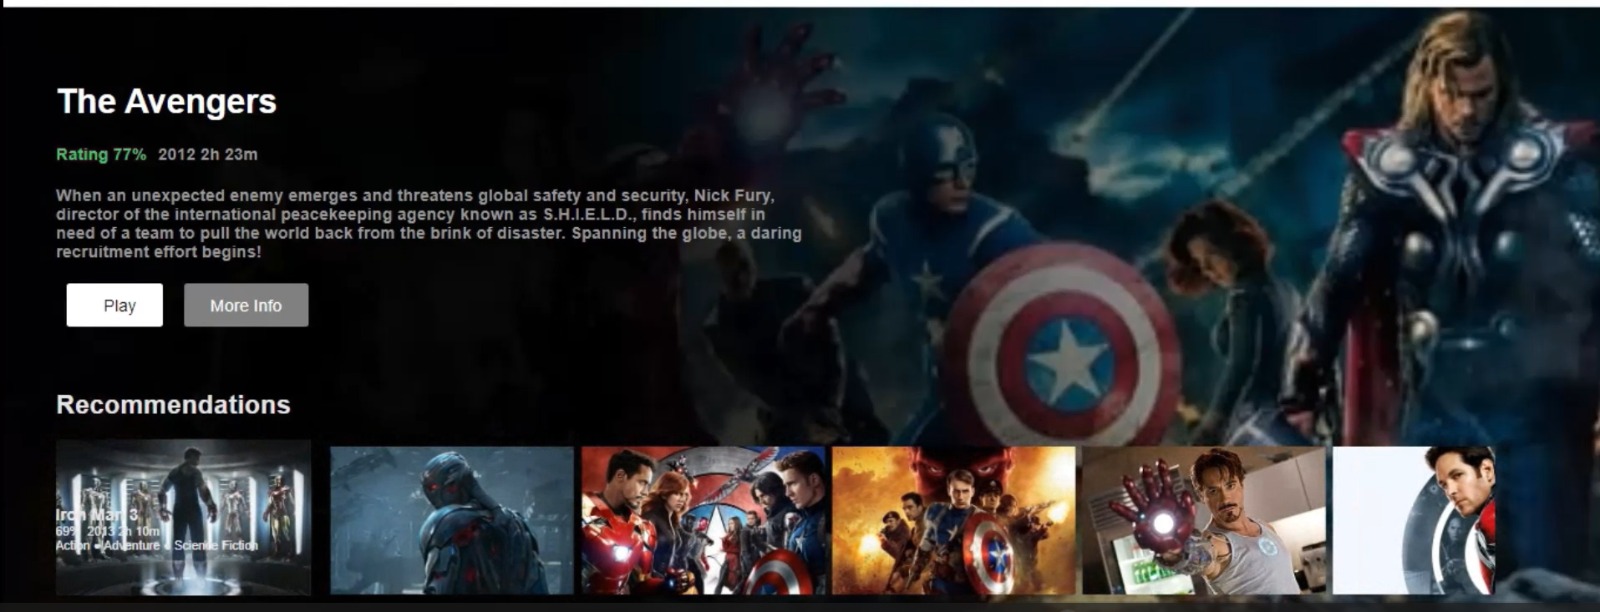 The Avengers
Rating 77% 2012 2h 23m
When an unexpected enemy emerges and threatens global safety and security, Nick Fury,
director of the international peacekeeping agency known as S.H.I.E.L.D., finds himself in
need of a team to pull the world back from the brink of disaster. Spanning the globe, a daring
recruitment effort begins!
Play More Info
Recommendations
Iron Man 3
69% 2013 2h 10m
Action • Adventure • Science Fiction